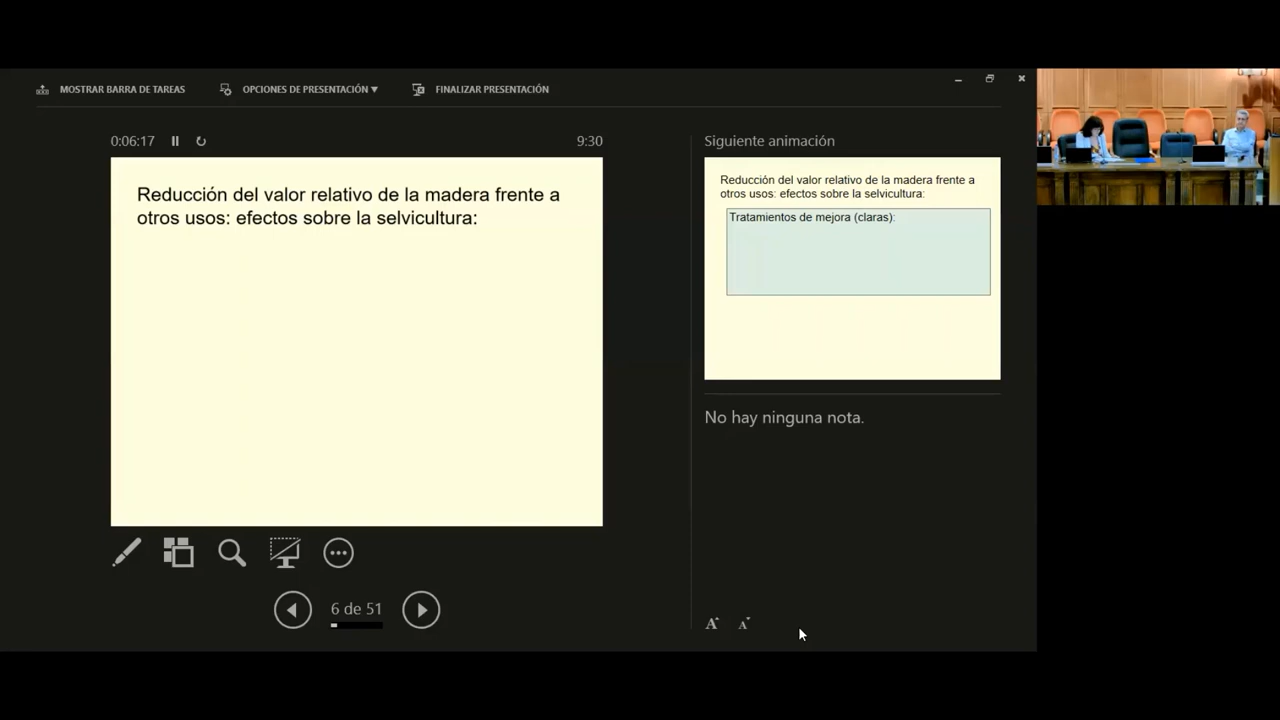 MOSTRAR BARRA DE TAREAS
OPCIONES DE PRESENTACIÓN
FINALIZAR PRESENTACIÓN
0:06:17
9:30
Reducción del valor relativo de la madera frente a
otros usos: efectos sobre la selvicultura:
6 de 51
Siguiente animación
Reducción del valor relativo de la madera frente a
otros usos: efectos sobre la selvicultura:
Tratamientos de mejora (claras):
No hay ninguna nota.
A
A